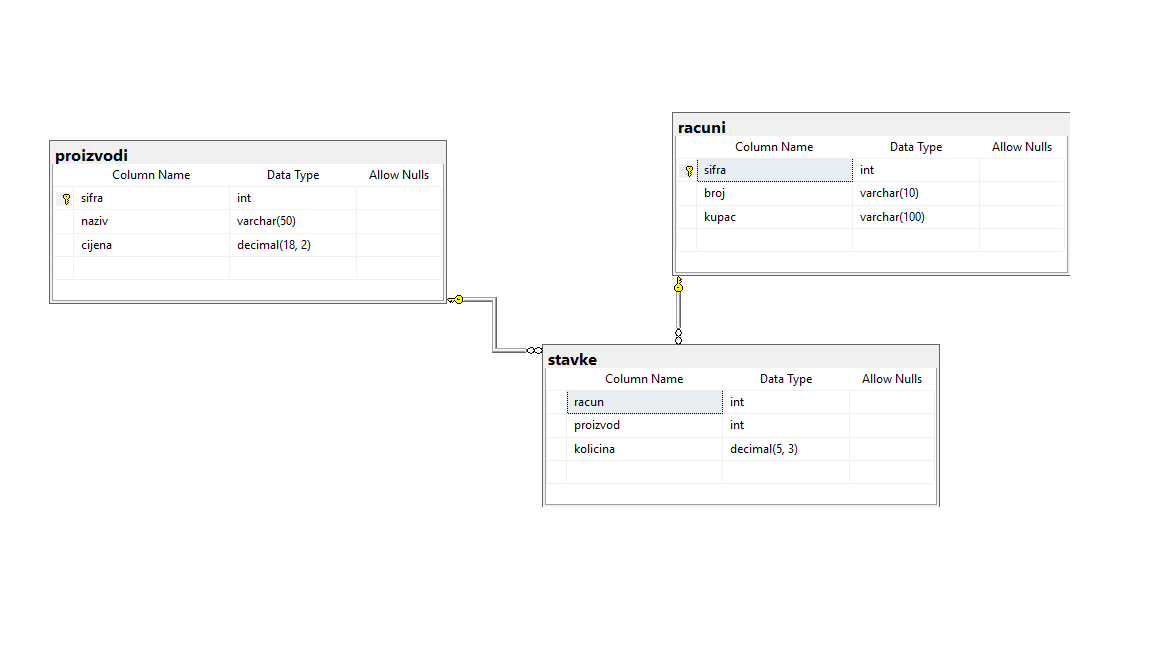 proizvodi
Column Name Data Type Allow Nulls
sifra int
naziv varchar(50)
cijena decimal(18, 2)
racuni
Column Name Data Type Allow Nulls
sifra int
broj varchar(10)
kupac varchar(100)
stavke
Column Name Data Type Allow Nulls
racun int
proizvod int
kolicina decimal(5, 3)